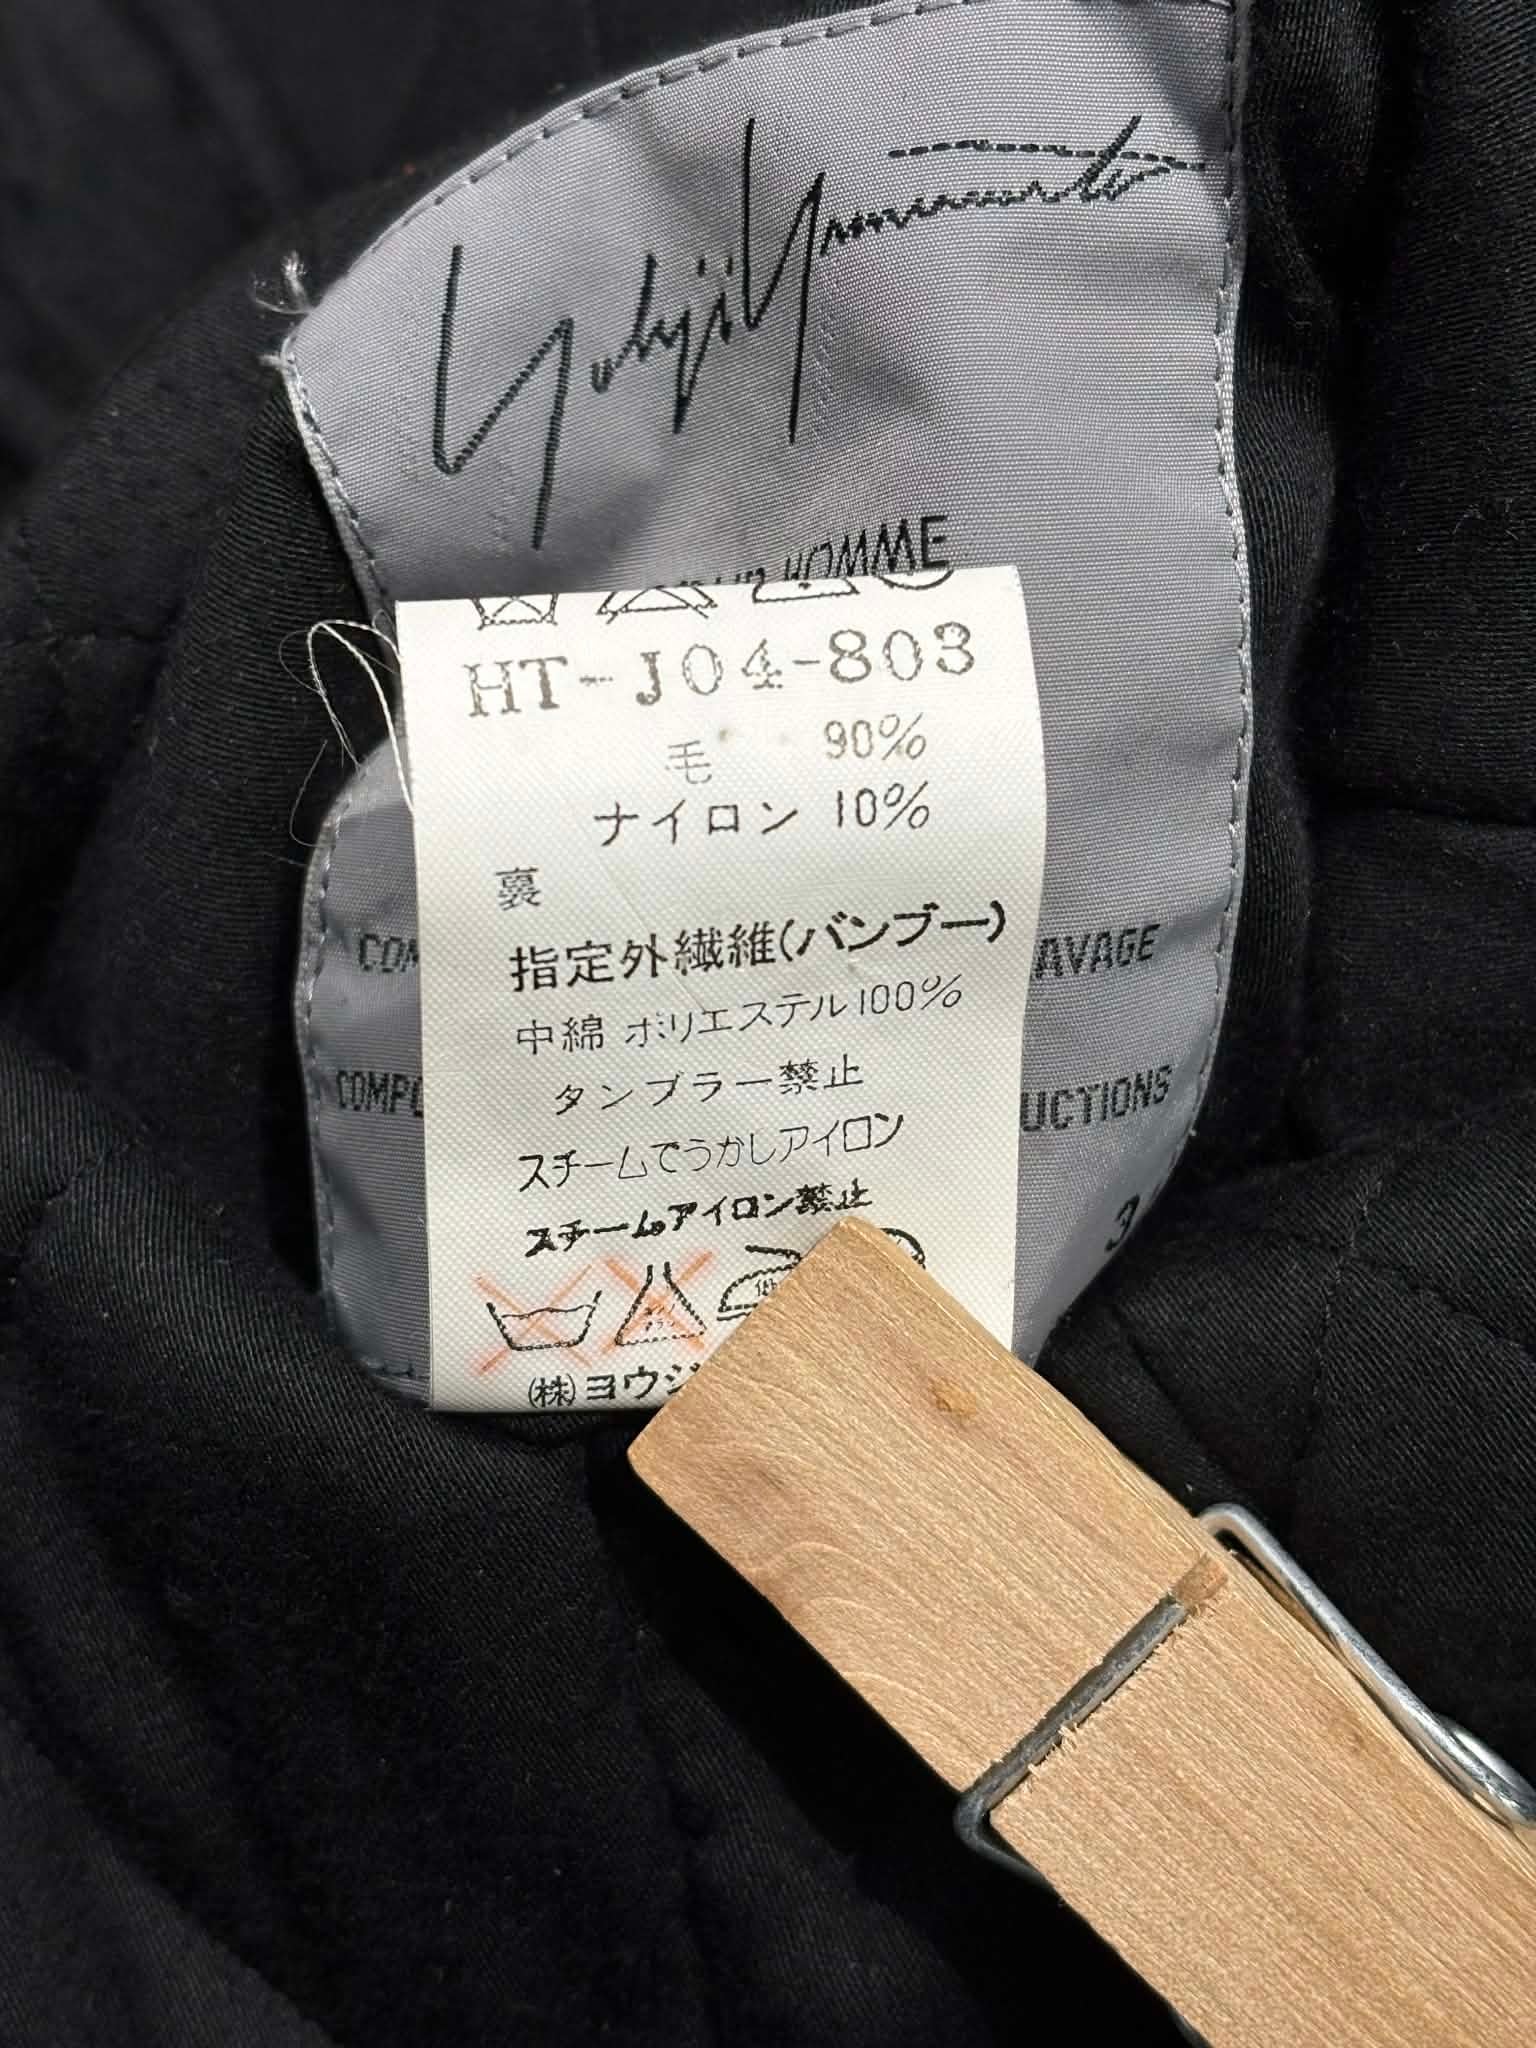 Yohji Yamamoto
HOMME
HT-J04-803
毛 90%
ナイロン 10%
裏
指定外繊維(バンブー)
中綿 ポリエステル100%
タンブラー禁止
スチームでうかしアイロン
スチームアイロン禁止
(株)ヨウジ
AVAGE
UCTIONS
3